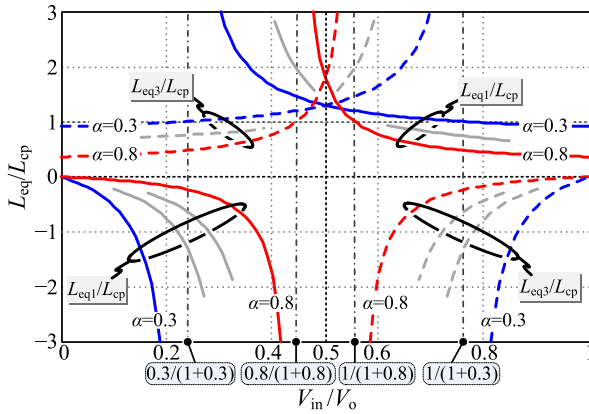 3
2
1
0
−1
−2
−3
L_eq/L_cp
L_eq3/L_cp
L_eq1/L_cp
α=0.3
α=0.8
α=0.3
α=0.8
L_eq1/L_cp
L_eq3/L_cp
α=0.3
α=0.8
α=0.8
α=0.3
0 0.2 0.4 0.5 0.6 0.8
0.3/(1+0.3) 0.8/(1+0.8) 1/(1+0.8) 1/(1+0.3)
V_in/V_o